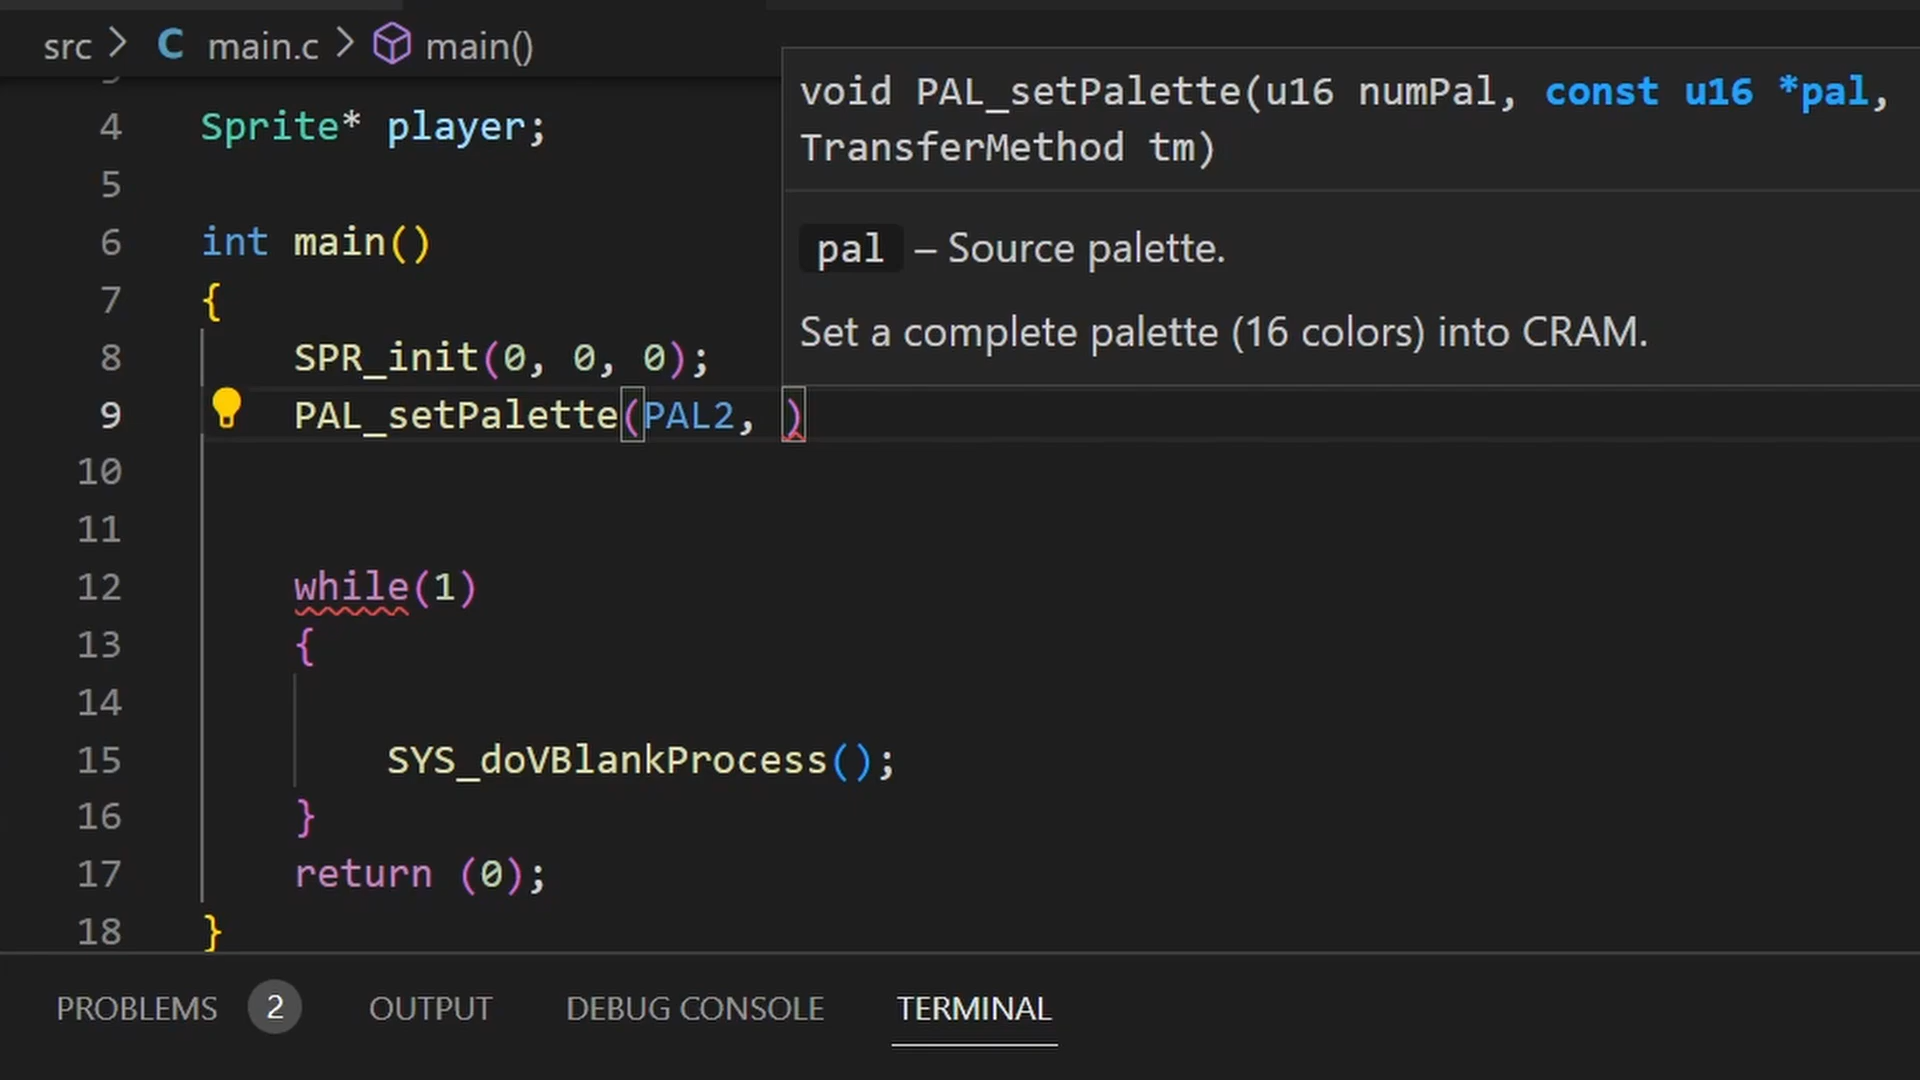 src > C main.c > main()
void PAL_setPalette(u16 numPal, const u16 *pal,
TransferMethod tm)
pal – Source palette.
Set a complete palette (16 colors) into CRAM.
4 Sprite* player;
5
6 int main()
7 {
8 SPR_init(0, 0, 0);
9 PAL_setPalette(PAL2, )
10
11
12 while(1)
13 {
14
15 SYS_doVBlankProcess();
16 }
17 return (0);
18 }
PROBLEMS 2 OUTPUT DEBUG CONSOLE TERMINAL